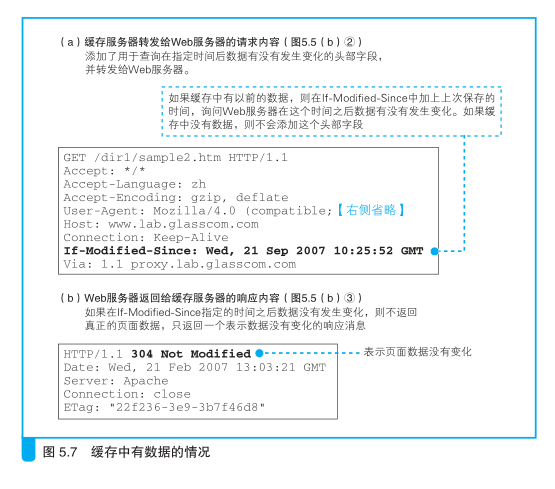 （a）缓存服务器转发给Web服务器的请求内容（图5.5（b）②）
添加了用于查询在指定时间后数据有没有发生变化的头部字段，
并转发给Web服务器。
如果缓存中有以前的数据，则在If-Modified-Since中加上上次保存的
时间，询问Web服务器在这个时间之后数据有没有发生变化。如果缓
存中没有数据，则不会添加这个头部字段
GET /dir1/sample2.htm HTTP/1.1
Accept: */*
Accept-Language: zh
Accept-Encoding: gzip, deflate
User-Agent: Mozilla/4.0 (compatible;【右侧省略】
Host: www.lab.glasscom.com
Connection: Keep-Alive
If-Modified-Since: Wed, 21 Sep 2007 10:25:52 GMT
Via: 1.1 proxy.lab.glasscom.com
（b）Web服务器返回给缓存服务器的响应内容（图5.5（b）③）
如果在If-Modified-Since指定的时间之后数据没有发生变化，则不返回
真正的页面数据，只返回一个表示数据没有变化的响应消息
HTTP/1.1 304 Not Modified
表示页面数据没有变化
Date: Wed, 21 Feb 2007 13:03:21 GMT
Server: Apache
Connection: close
ETag: "22f236-3e9-3b7f46d8"
图 5.7 缓存中有数据的情况